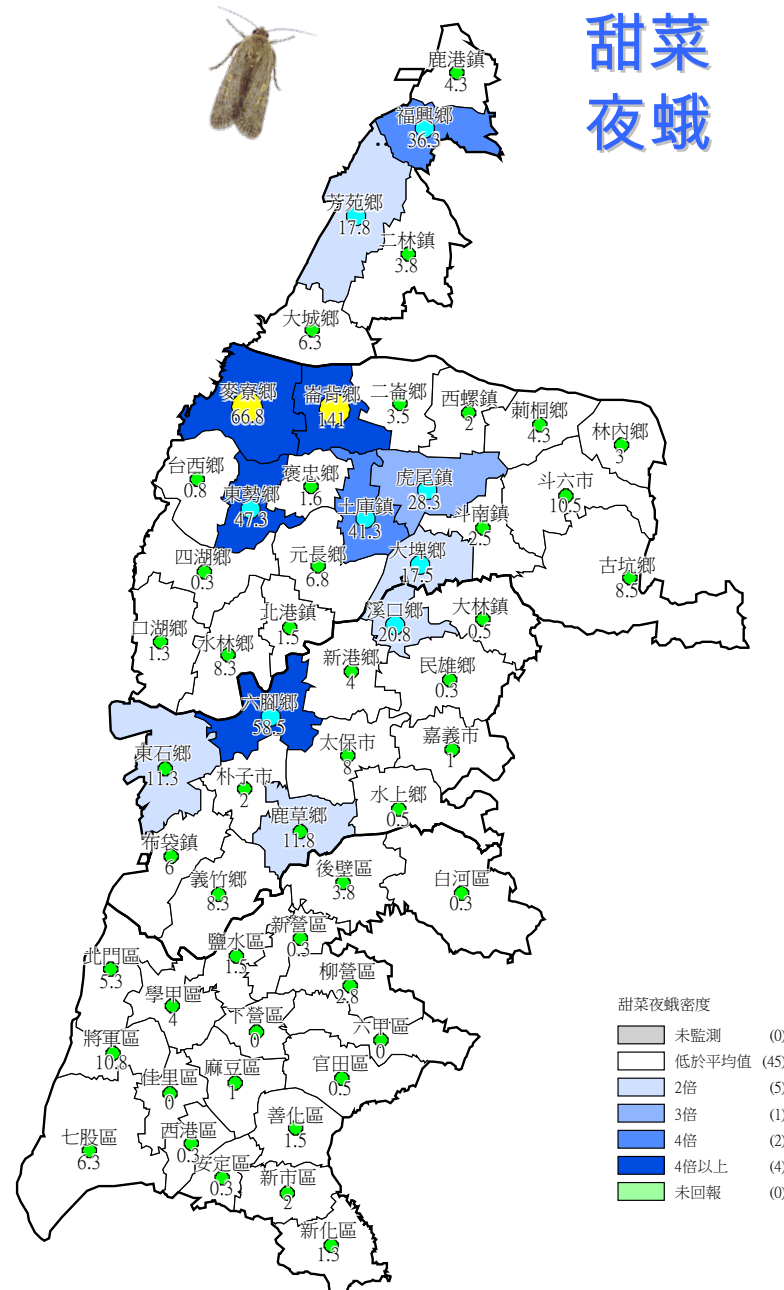 甜菜
夜蛾
鹿港鎮
4.3
福興鄉
36.3
芳苑鄉
17.8
二林鎮
3.8
大城鄉
6.3
麥寮鄉
66.8
崙背鄉
141
二崙鄉
3.5
西螺鎮
2
莿桐鄉
4.3
林內鄉
3
台西鄉
0.8
東勢鄉
47.3
褒忠鄉
1.6
土庫鎮
41.3
虎尾鎮
28.3
斗南鎮
2.5
斗六市
10.5
四湖鄉
0.3
元長鄉
6.8
大埤鄉
17.5
古坑鄉
8.5
口湖鄉
1.3
水林鄉
8.3
北港鎮
1.5
溪口鄉
20.8
大林鎮
0.5
新港鄉
4
民雄鄉
0.3
六腳鄉
58.5
東石鄉
11.3
朴子市
2
太保市
8
嘉義市
1
鹿草鄉
11.8
水上鄉
0.5
布袋鎮
6
義竹鄉
8.3
後壁區
3.8
白河區
0.3
新營區
0.3
鹽水區
1.5
北門區
5.3
學甲區
4
柳營區
2.8
下營區
0
六甲區
0
將軍區
10.8
佳里區
0
麻豆區
1
官田區
0.5
七股區
6.3
西港區
0.3
善化區
1.5
安定區
0.3
新市區
2
新化區
1.3
甜菜夜蛾密度
未監測 (0)
低於平均值 (45)
2倍 (5)
3倍 (1)
4倍 (2)
4倍以上 (4)
未回報 (0)